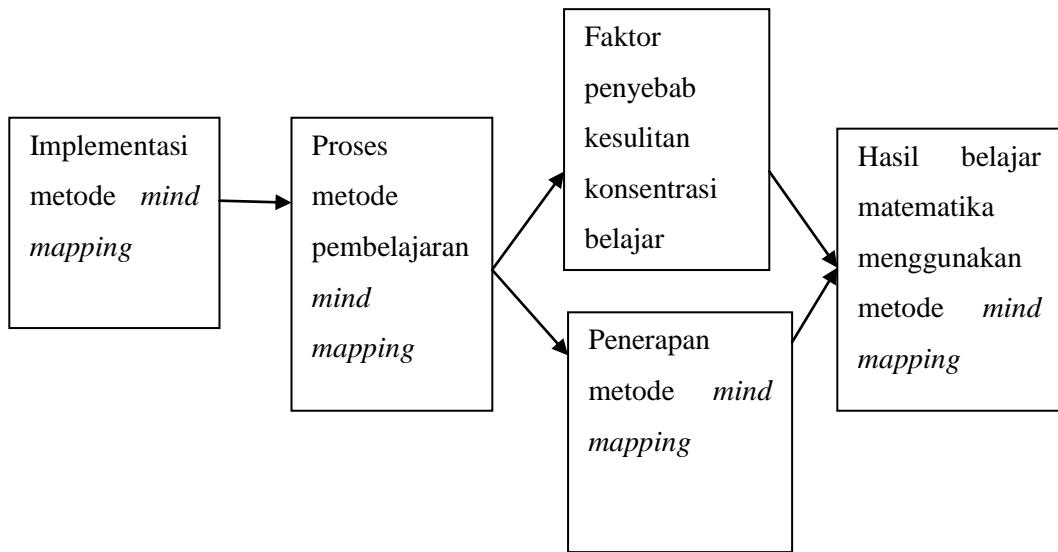 Implementasi
metode mind
mapping
Proses
metode
pembelajaran
mind
mapping
Faktor
penyebab
kesulitan
konsentrasi
belajar
Penerapan
metode mind
mapping
Hasil belajar
matematika
menggunakan
metode mind
mapping